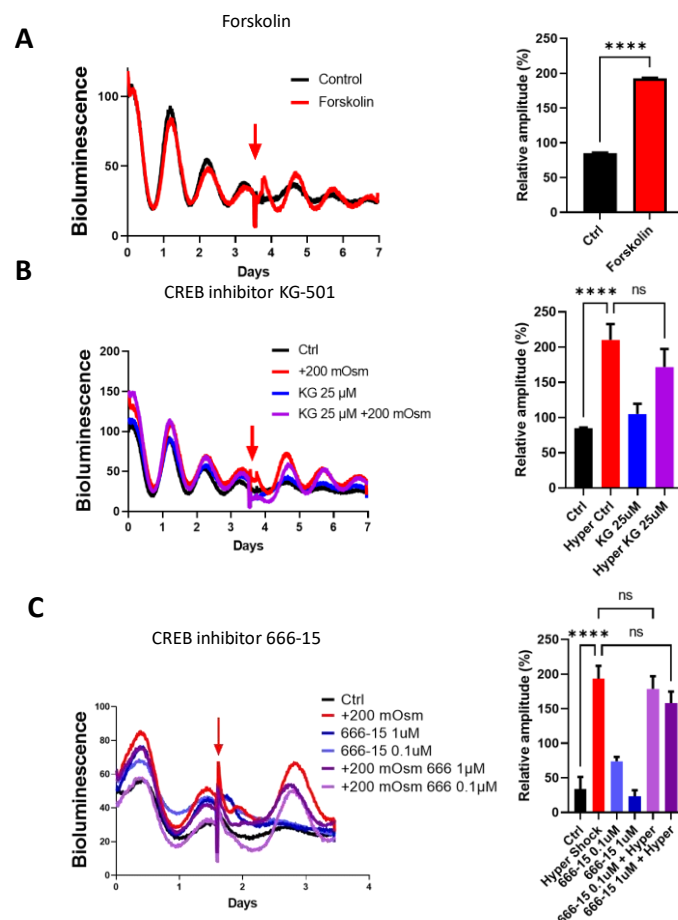 A
Forskolin
Bioluminescence
100
50
0
0 1 2 3 4 5 6 7
Days
Control
Forskolin
Relative amplitude (%)
250
200
150
100
50
0
****
Ctrl
Forskolin
B
CREB inhibitor KG-501
Bioluminescence
200
150
100
50
0
0 1 2 3 4 5 6 7
Days
Ctrl
+200 mOsm
KG 25 µM
KG 25 µM +200 mOsm
Relative amplitude (%)
250
200
150
100
50
0
**** ns
Ctrl
Hyper Ctrl
KG 25uM
Hyper KG 25uM
C
CREB inhibitor 666-15
Bioluminescence
100
80
60
40
20
0
0 1 2 3 4
Days
Ctrl
+200 mOsm
666-15 1uM
666-15 0.1uM
+200 mOsm 666 1µM
+200 mOsm 666 0.1µM
Relative amplitude (%)
250
200
150
100
50
0
ns
**** ns
Ctrl
Hyper Shock
666-15 0.1uM
666-15 1uM
666-15 0.1uM + Hyper
666-15 1uM + Hyper